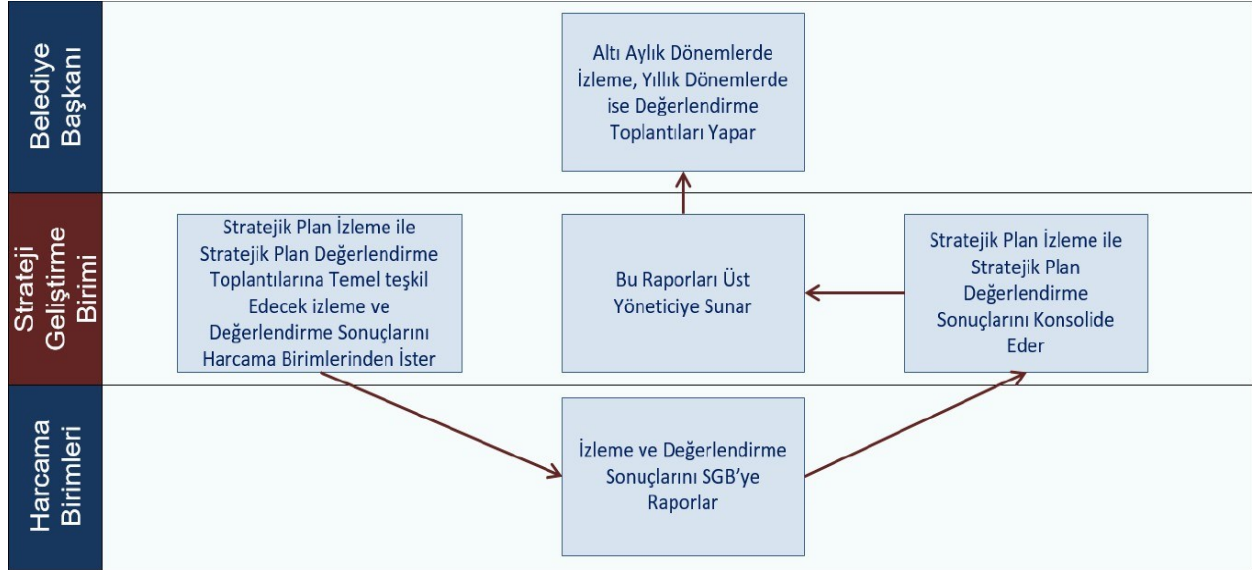 Belediye
Başkanı
Altı Aylık Dönemlerde
İzleme, Yıllık Dönemlerde
ise Değerlendirme
Toplantıları Yapar
Strateji
Geliştirme
Birimi
Stratejik Plan İzleme ile
Stratejik Plan Değerlendirme
Toplantılarına Temel teşkil
Edecek izleme ve
Değerlendirme Sonuçlarını
Harcama Birimlerinden İster
Bu Raporları Üst
Yöneticiye Sunar
Stratejik Plan İzleme ile
Stratejik Plan
Değerlendirme
Sonuçlarını Konsolide
Eder
Harcama
Birimleri
İzleme ve Değerlendirme
Sonuçlarını SGB’ye
Raporlar